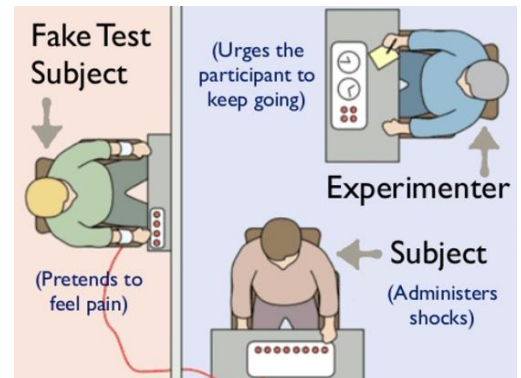 Fake Test
Subject
(Pretends to
feel pain)
(Urges the
participant to
keep going)
Experimenter
Subject
(Administers
shocks)